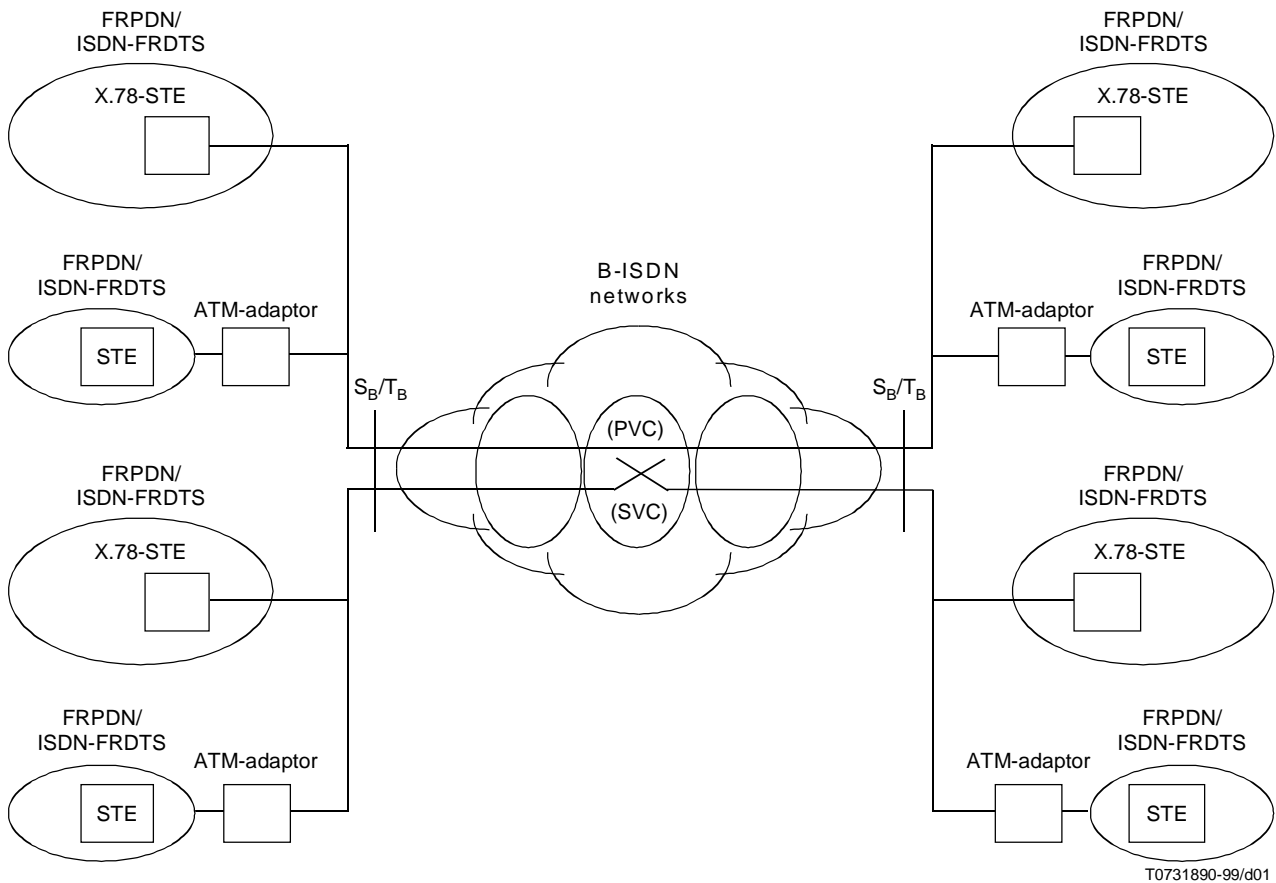 FRPDN/
ISDN-FRDTS
X.78-STE
FRPDN/
ISDN-FRDTS
X.78-STE
FRPDN/
ISDN-FRDTS
ATM-adaptor
STE
B-ISDN
networks
FRPDN/
ISDN-FRDTS
ATM-adaptor
STE
SB/TB
(PVC)
(SVC)
SB/TB
FRPDN/
ISDN-FRDTS
X.78-STE
FRPDN/
ISDN-FRDTS
X.78-STE
FRPDN/
ISDN-FRDTS
ATM-adaptor
STE
FRPDN/
ISDN-FRDTS
ATM-adaptor
STE
T0731890-99/d01